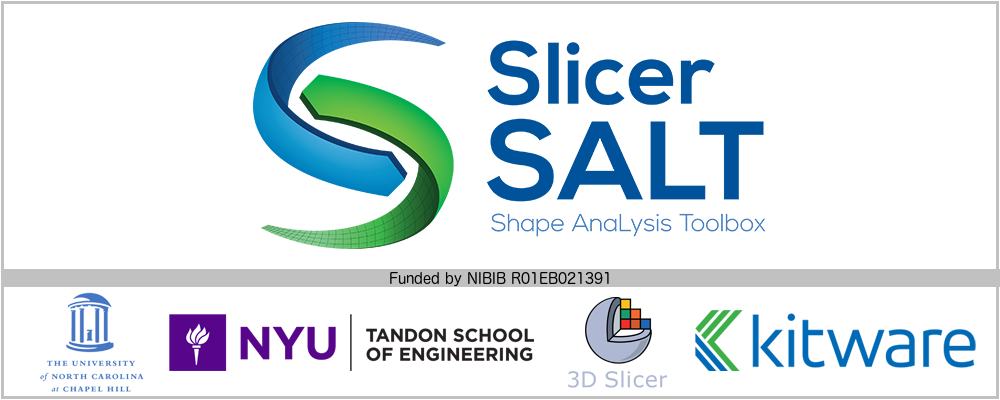 Slicer
SALT
Shape AnaLysis Toolbox
Funded by NIBIB R01EB021391
THE UNIVERSITY
of NORTH CAROLINA
at CHAPEL HILL
NYU
TANDON SCHOOL
OF ENGINEERING
3D Slicer
kitware